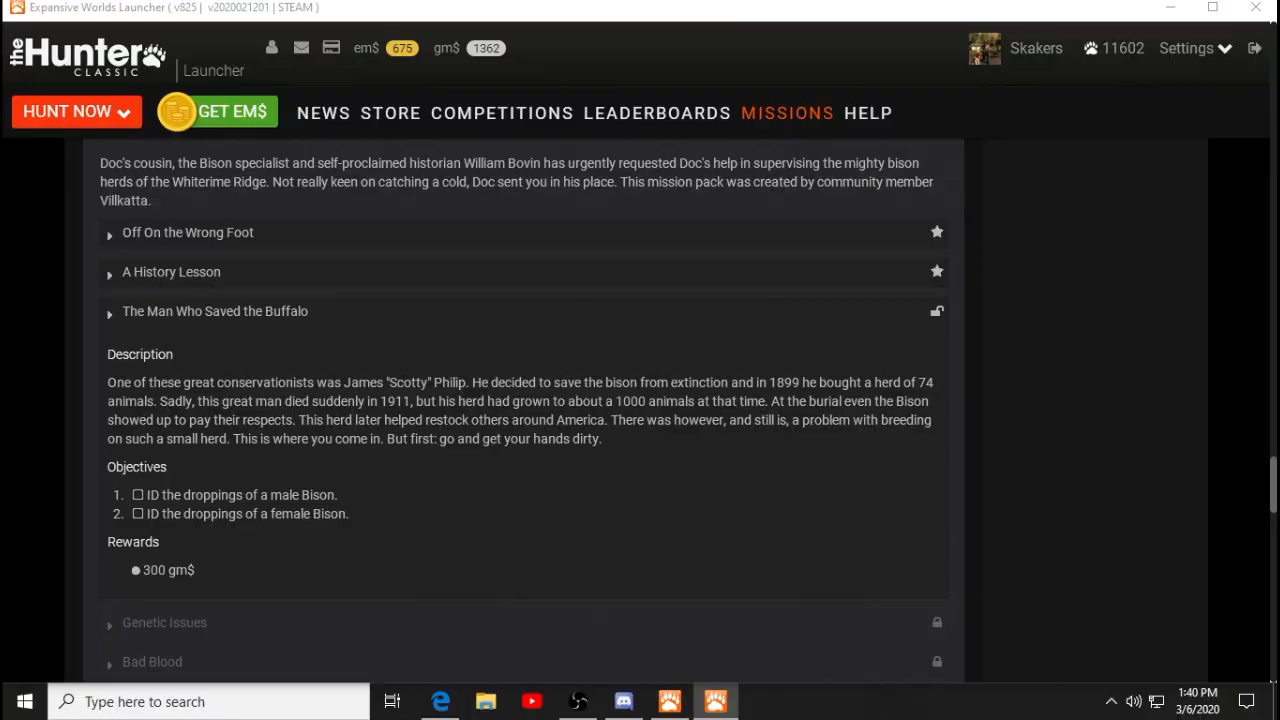 Expansive Worlds Launcher ( v825 | v2020021201 | STEAM )
the Hunter CLASSIC
Launcher
em$ 675 gm$ 1362
Skakers 11602 Settings
HUNT NOW GET EM$ NEWS STORE COMPETITIONS LEADERBOARDS MISSIONS HELP
Doc's cousin, the Bison specialist and self-proclaimed historian William Bovin has urgently requested Doc's help in supervising the mighty bison
herds of the Whiterime Ridge. Not really keen on catching a cold, Doc sent you in his place. This mission pack was created by community member
Villkatta.
Off On the Wrong Foot
A History Lesson
The Man Who Saved the Buffalo
Description
One of these great conservationists was James "Scotty" Philip. He decided to save the bison from extinction and in 1899 he bought a herd of 74
animals. Sadly, this great man died suddenly in 1911, but his herd had grown to about a 1000 animals at that time. At the burial even the Bison
showed up to pay their respects. This herd later helped restock others around America. There was however, and still is, a problem with breeding
on such a small herd. This is where you come in. But first: go and get your hands dirty.
Objectives
1. ID the droppings of a male Bison.
2. ID the droppings of a female Bison.
Rewards
300 gm$
Genetic Issues
Bad Blood
Type here to search
1:40 PM
3/6/2020